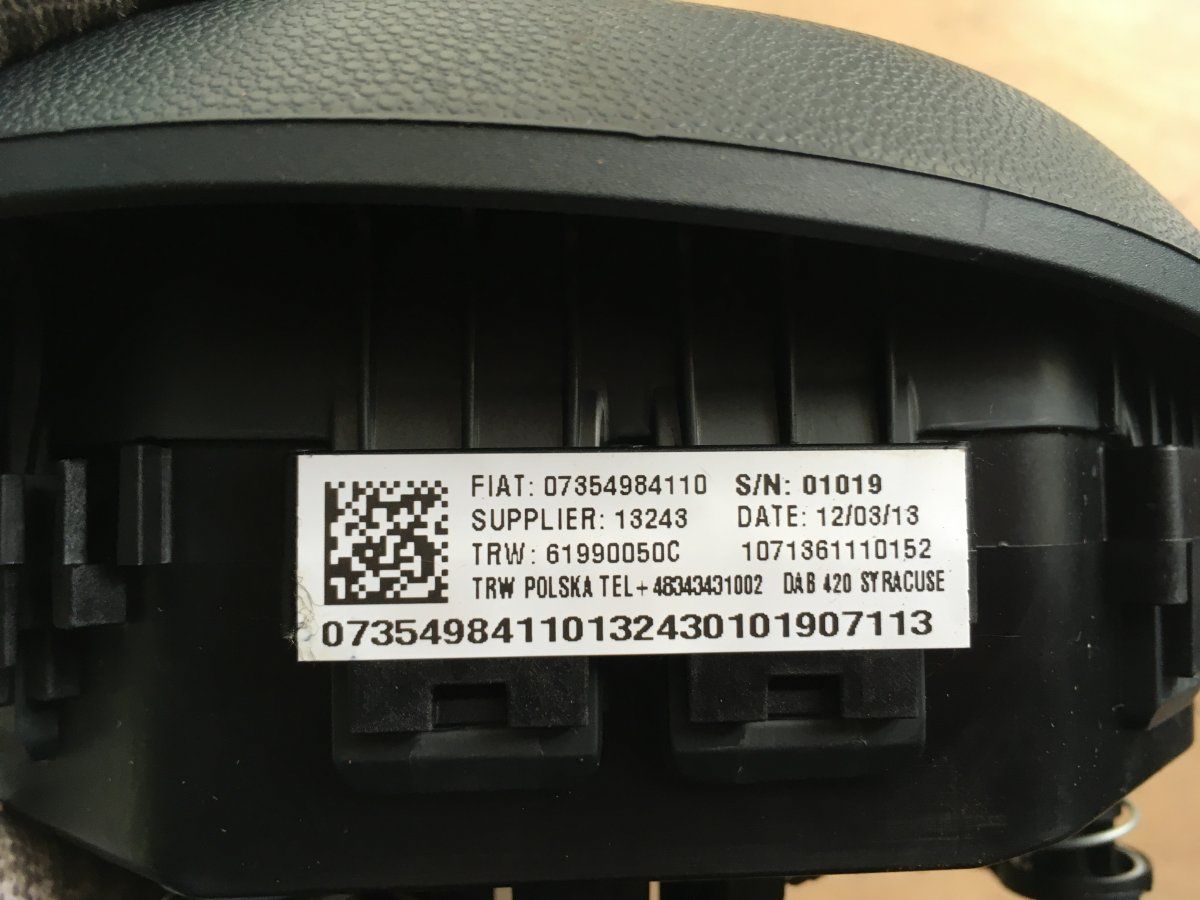 FIAT: 07354984110 S/N: 01019
SUPPLIER: 13243 DATE: 12/03/13
TRW: 61990050C 1071361110152
TRW POLSKA TEL+48343431002 DAB 420 SYRACUSE
07354984110132430101907113